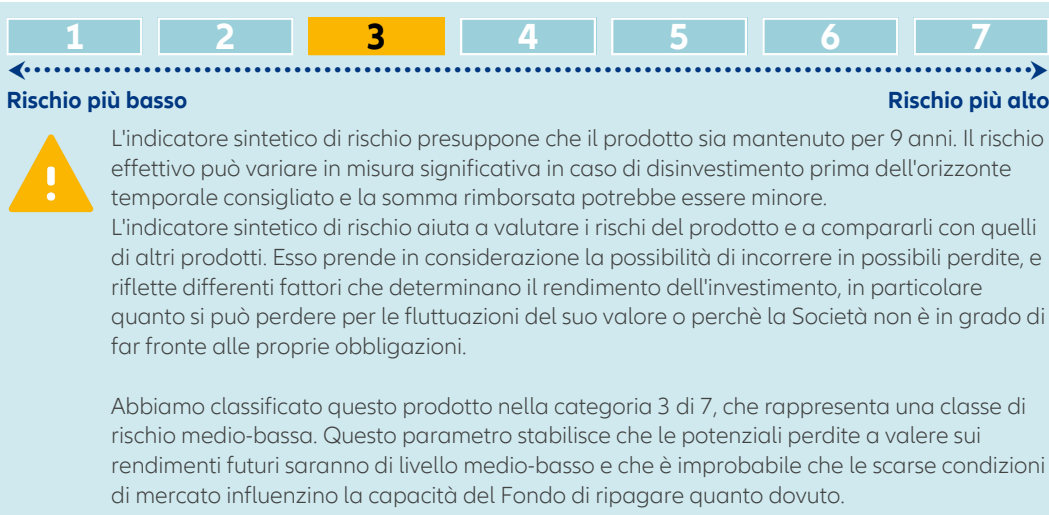 1 2 3 4 5 6 7
Rischio più basso Rischio più alto
L'indicatore sintetico di rischio presuppone che il prodotto sia mantenuto per 9 anni. Il rischio
effettivo può variare in misura significativa in caso di disinvestimento prima dell'orizzonte
temporale consigliato e la somma rimborsata potrebbe essere minore.
L'indicatore sintetico di rischio aiuta a valutare i rischi del prodotto e a compararli con quelli
di altri prodotti. Esso prende in considerazione la possibilità di incorrere in possibili perdite, e
riflette differenti fattori che determinano il rendimento dell'investimento, in particolare
quanto si può perdere per le fluttuazioni del suo valore o perchè la Società non è in grado di
far fronte alle proprie obbligazioni.
Abbiamo classificato questo prodotto nella categoria 3 di 7, che rappresenta una classe di
rischio medio-bassa. Questo parametro stabilisce che le potenziali perdite a valere sui
rendimenti futuri saranno di livello medio-basso e che è improbabile che le scarse condizioni
di mercato influenzino la capacità del Fondo di ripagare quanto dovuto.